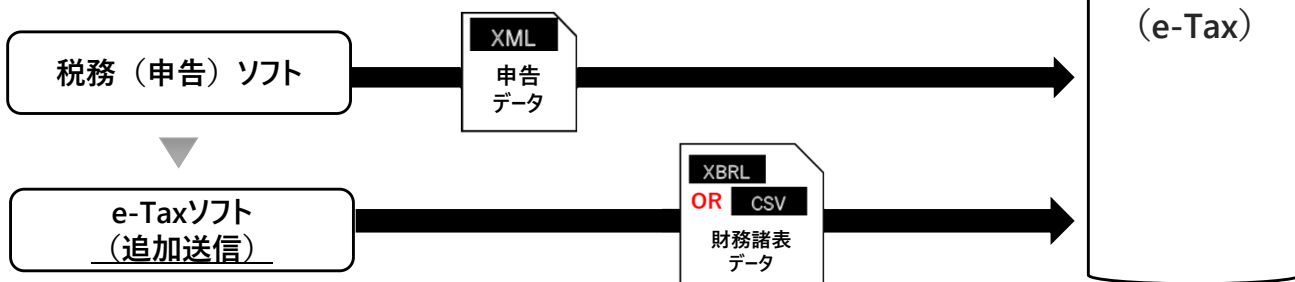 （e-Tax）
税務（申告）ソフト
XML
申告
データ
e-Taxソフト
（追加送信）
XBRL
OR CSV
財務諸表
データ